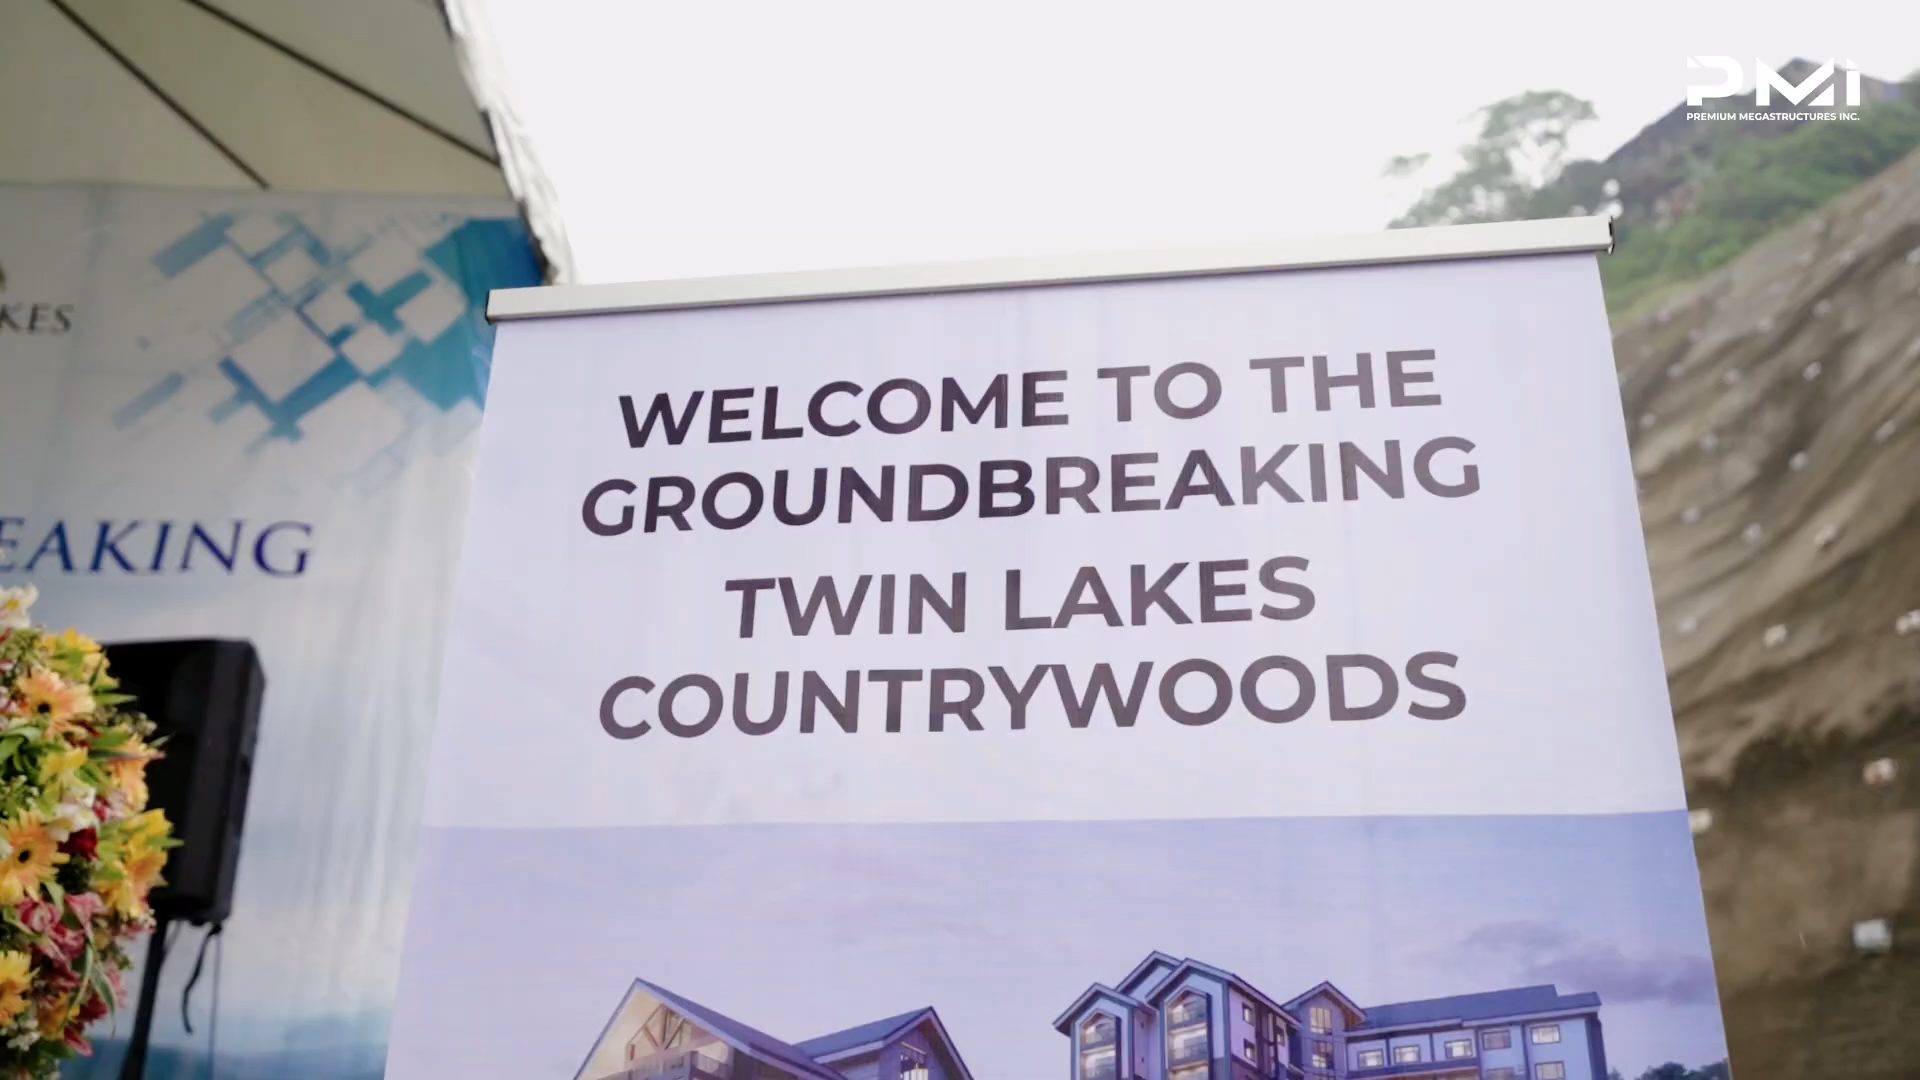 PMI
PREMIUM MEGASTRUCTURES INC.
KES
EAKING
WELCOME TO THE
GROUNDBREAKING
TWIN LAKES
COUNTRYWOODS